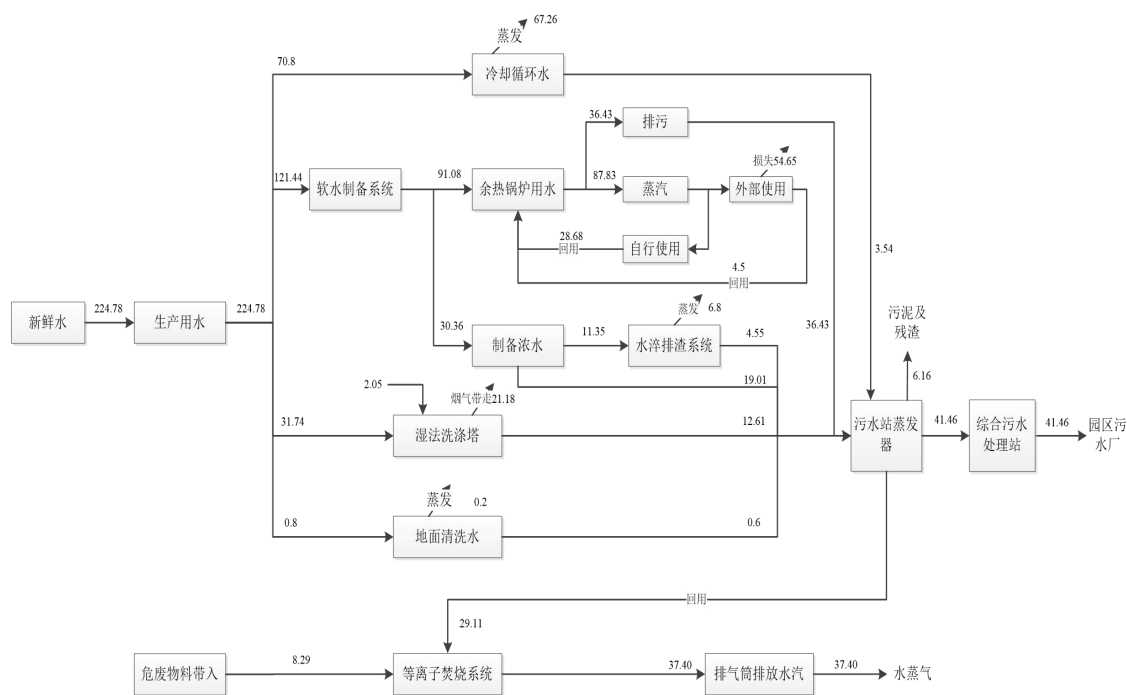 67.26
蒸发
70.8
冷却循环水
36.43
排污
121.44
软水制备系统
91.08
余热锅炉用水
87.83
蒸汽
损失54.65
外部使用
28.68
回用
自行使用
4.5
回用
3.54
新鲜水
224.78
生产用水
224.78
30.36
制备浓水
11.35
蒸发
6.8
水淬排渣系统
4.55
36.43
19.01
污泥及
残渣
6.16
2.05
烟气带走21.18
31.74
湿法洗涤塔
12.61
污水站蒸发
器
41.46
综合污水
处理站
41.46
园区污
水厂
蒸发
0.2
0.8
地面清洗水
0.6
回用
29.11
危废物料带入
8.29
等离子焚烧系统
37.40
排气筒排放水汽
37.40
水蒸气